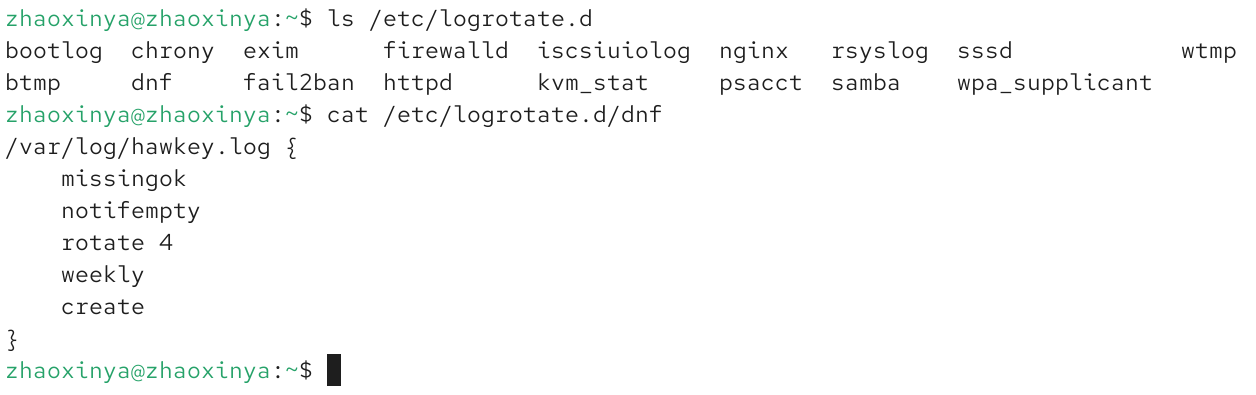 zhaoxinya@zhaoxinya:~$ ls /etc/logrotate.d
bootlog  chrony  exim      firewalld  iscsiuiolog  nginx   rsyslog  sssd            wtmp
btmp     dnf     fail2ban  httpd      kvm_stat     psacct  samba    wpa_supplicant
zhaoxinya@zhaoxinya:~$ cat /etc/logrotate.d/dnf
/var/log/hawkey.log {
    missingok
    notifempty
    rotate 4
    weekly
    create
}
zhaoxinya@zhaoxinya:~$